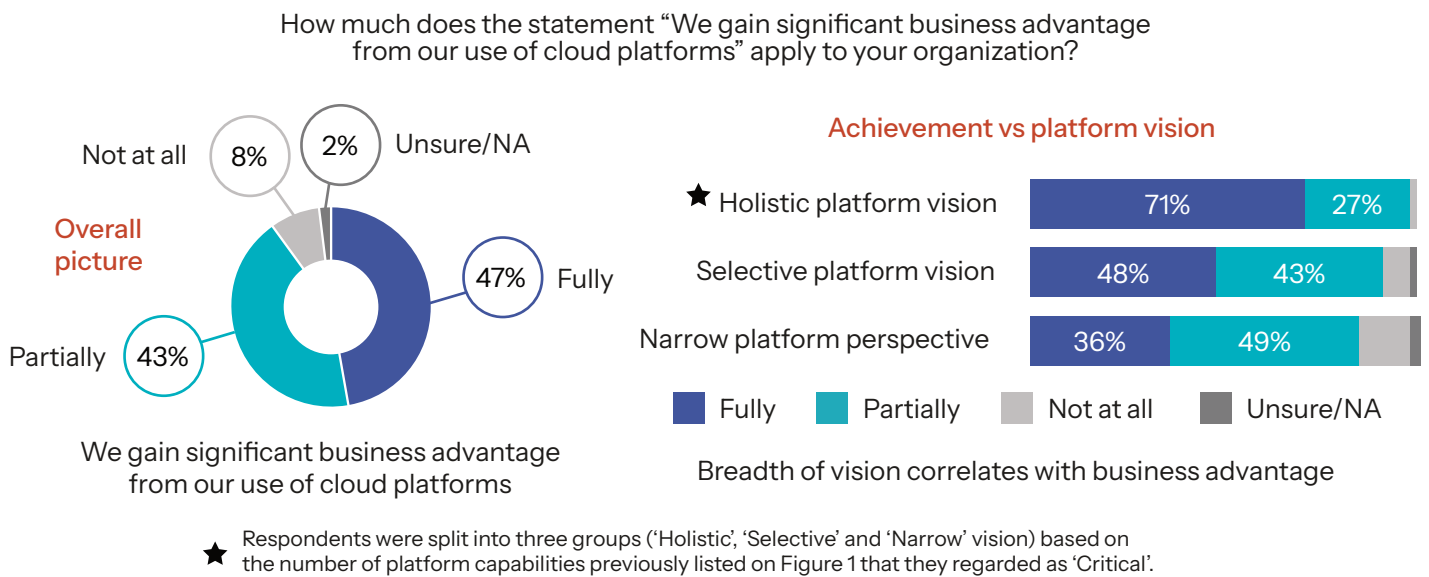 How much does the statement “We gain significant business advantage
from our use of cloud platforms” apply to your organization?
Not at all
8%
2%
Unsure/NA
Overall
picture
47%
Fully
Partially
43%
We gain significant business advantage
from our use of cloud platforms
Achievement vs platform vision
★ Holistic platform vision
71%
27%
Selective platform vision
48%
43%
Narrow platform perspective
36%
49%
Fully
Partially
Not at all
Unsure/NA
Breadth of vision correlates with business advantage
★ Respondents were split into three groups (‘Holistic’, ‘Selective’ and ‘Narrow’ vision) based on
the number of platform capabilities previously listed on Figure 1 that they regarded as ‘Critical’.